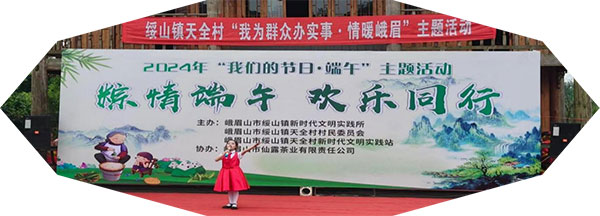 绥山镇天全村“我为群众办实事·情暖峨眉”主题活动
2024年“我们的节日·端午”主题活动
粽情端午 欢乐同行
主办：峨眉山市绥山镇新时代文明实践所
峨眉山市绥山镇天全村村民委员会
峨眉山市绥山镇天全村新时代文明实践站
协办：峨眉山市仙露茶业有限责任公司